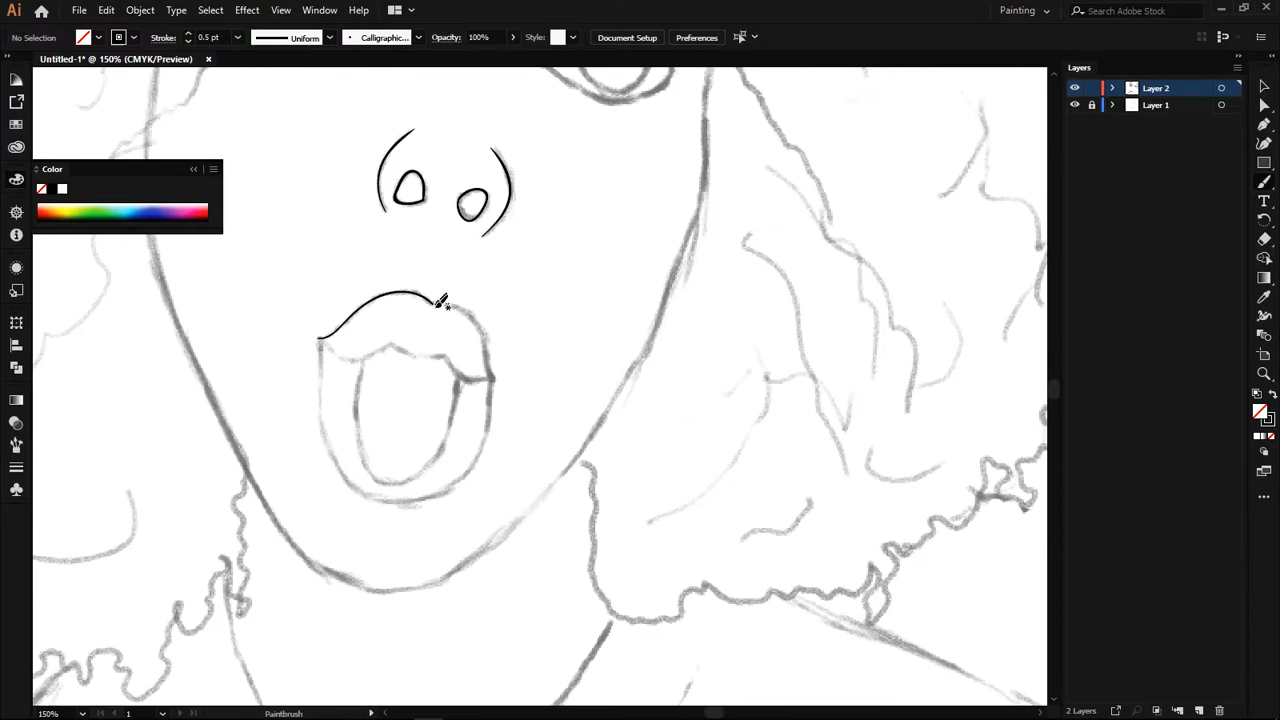 Ai File Edit Object Type Select Effect View Window Help Painting Search Adobe Stock
No Selection Stroke: 0.5 pt Uniform Calligraphic... Opacity: 100% Style: Document Setup Preferences
Untitled-1* @ 150% (CMYK/Preview) Layers
Layer 2
Layer 1
Color
150% 1 Paintbrush 2 Layers